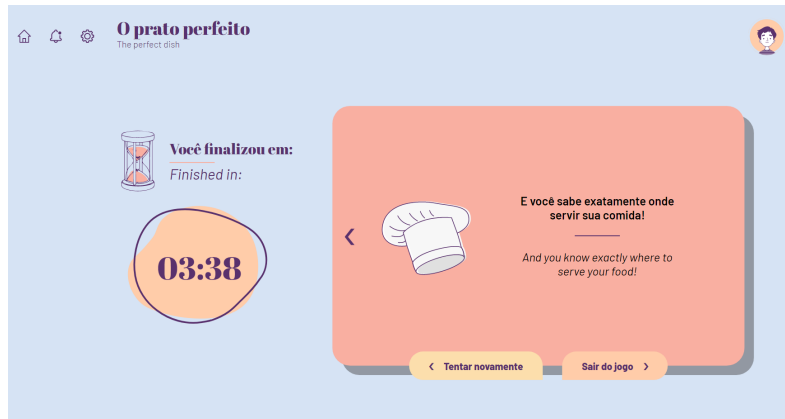 O prato perfeito
The perfect dish
Você finalizou em:
Finished in:
03:38
E você sabe exatamente onde
servir sua comida!
And you know exactly where to
serve your food!
Tentar novamente
Sair do jogo